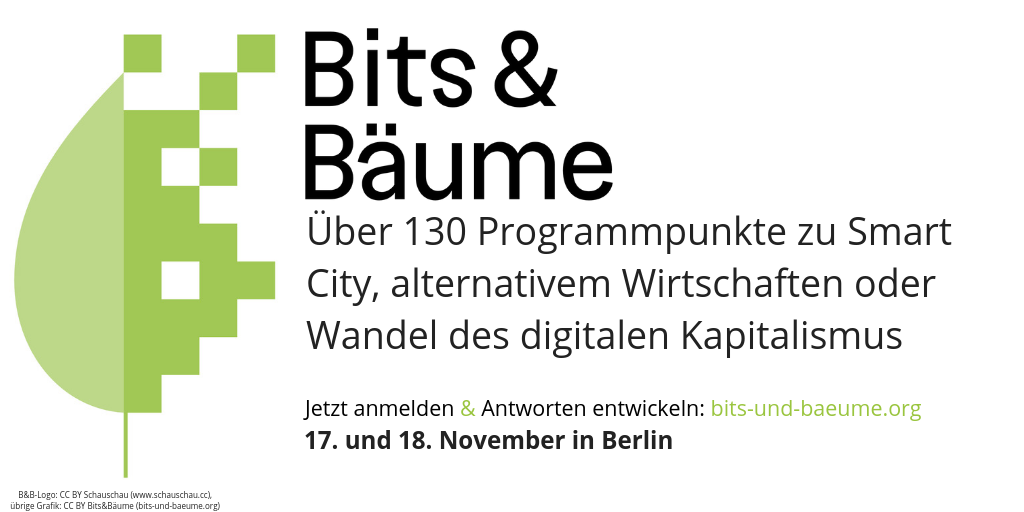 Bits &
Bäume
Über 130 Programmpunkte zu Smart
City, alternativem Wirtschaften oder
Wandel des digitalen Kapitalismus
Jetzt anmelden & Antworten entwickeln: bits-und-baeume.org
17. und 18. November in Berlin
B&B-Logo: CC BY Schauschau (www.schauschau.cc),
übrige Grafik: CC BY Bits&Bäume (bits-und-baeume.org)